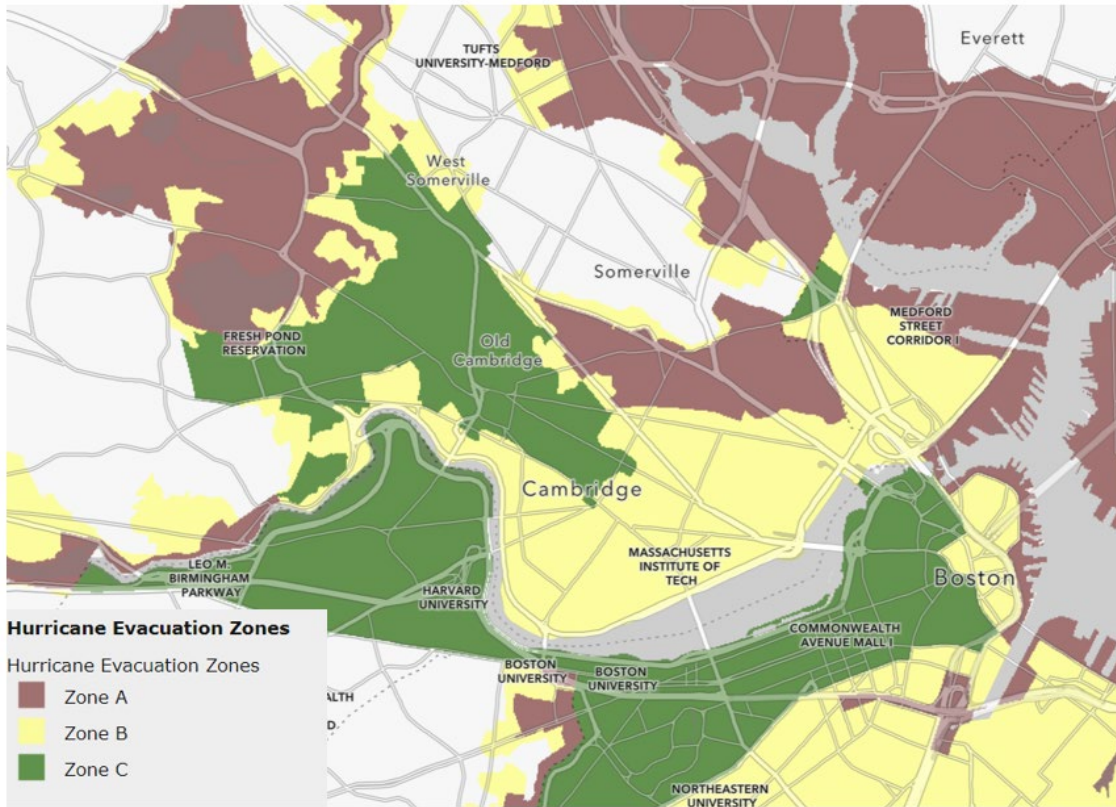 Everett
TUFTS
UNIVERSITY-MEDFORD
West
Somerville
Somerville
MEDFORD
STREET
CORRIDOR I
FRESH POND
RESERVATION
Old
Cambridge
Cambridge
MASSACHUSETTS
INSTITUTE OF
TECH
LEO M.
BIRMINGHAM
PARKWAY
HARVARD
UNIVERSITY
Boston
COMMONWEALTH
AVENUE MALL I
BOSTON
UNIVERSITY
BOSTON
UNIVERSITY
Hurricane Evacuation Zones
Hurricane Evacuation Zones
Zone A
Zone B
Zone C
ALTH
D
NORTHEASTERN
UNIVERSITY